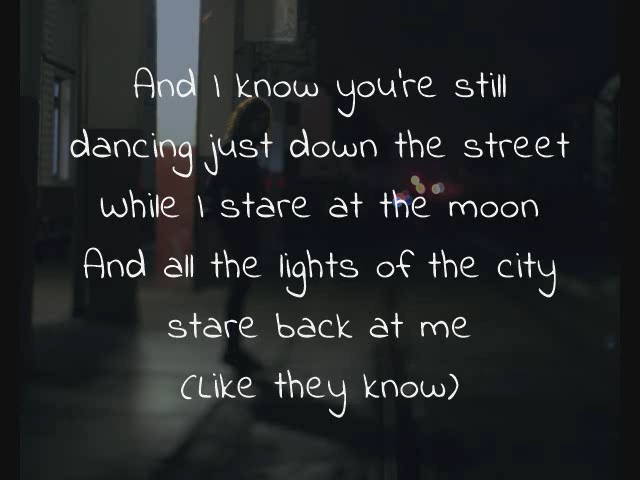 And I know you're still
dancing just down the street
while I stare at the moon
And all the lights of the city
stare back at me
(Like they know)